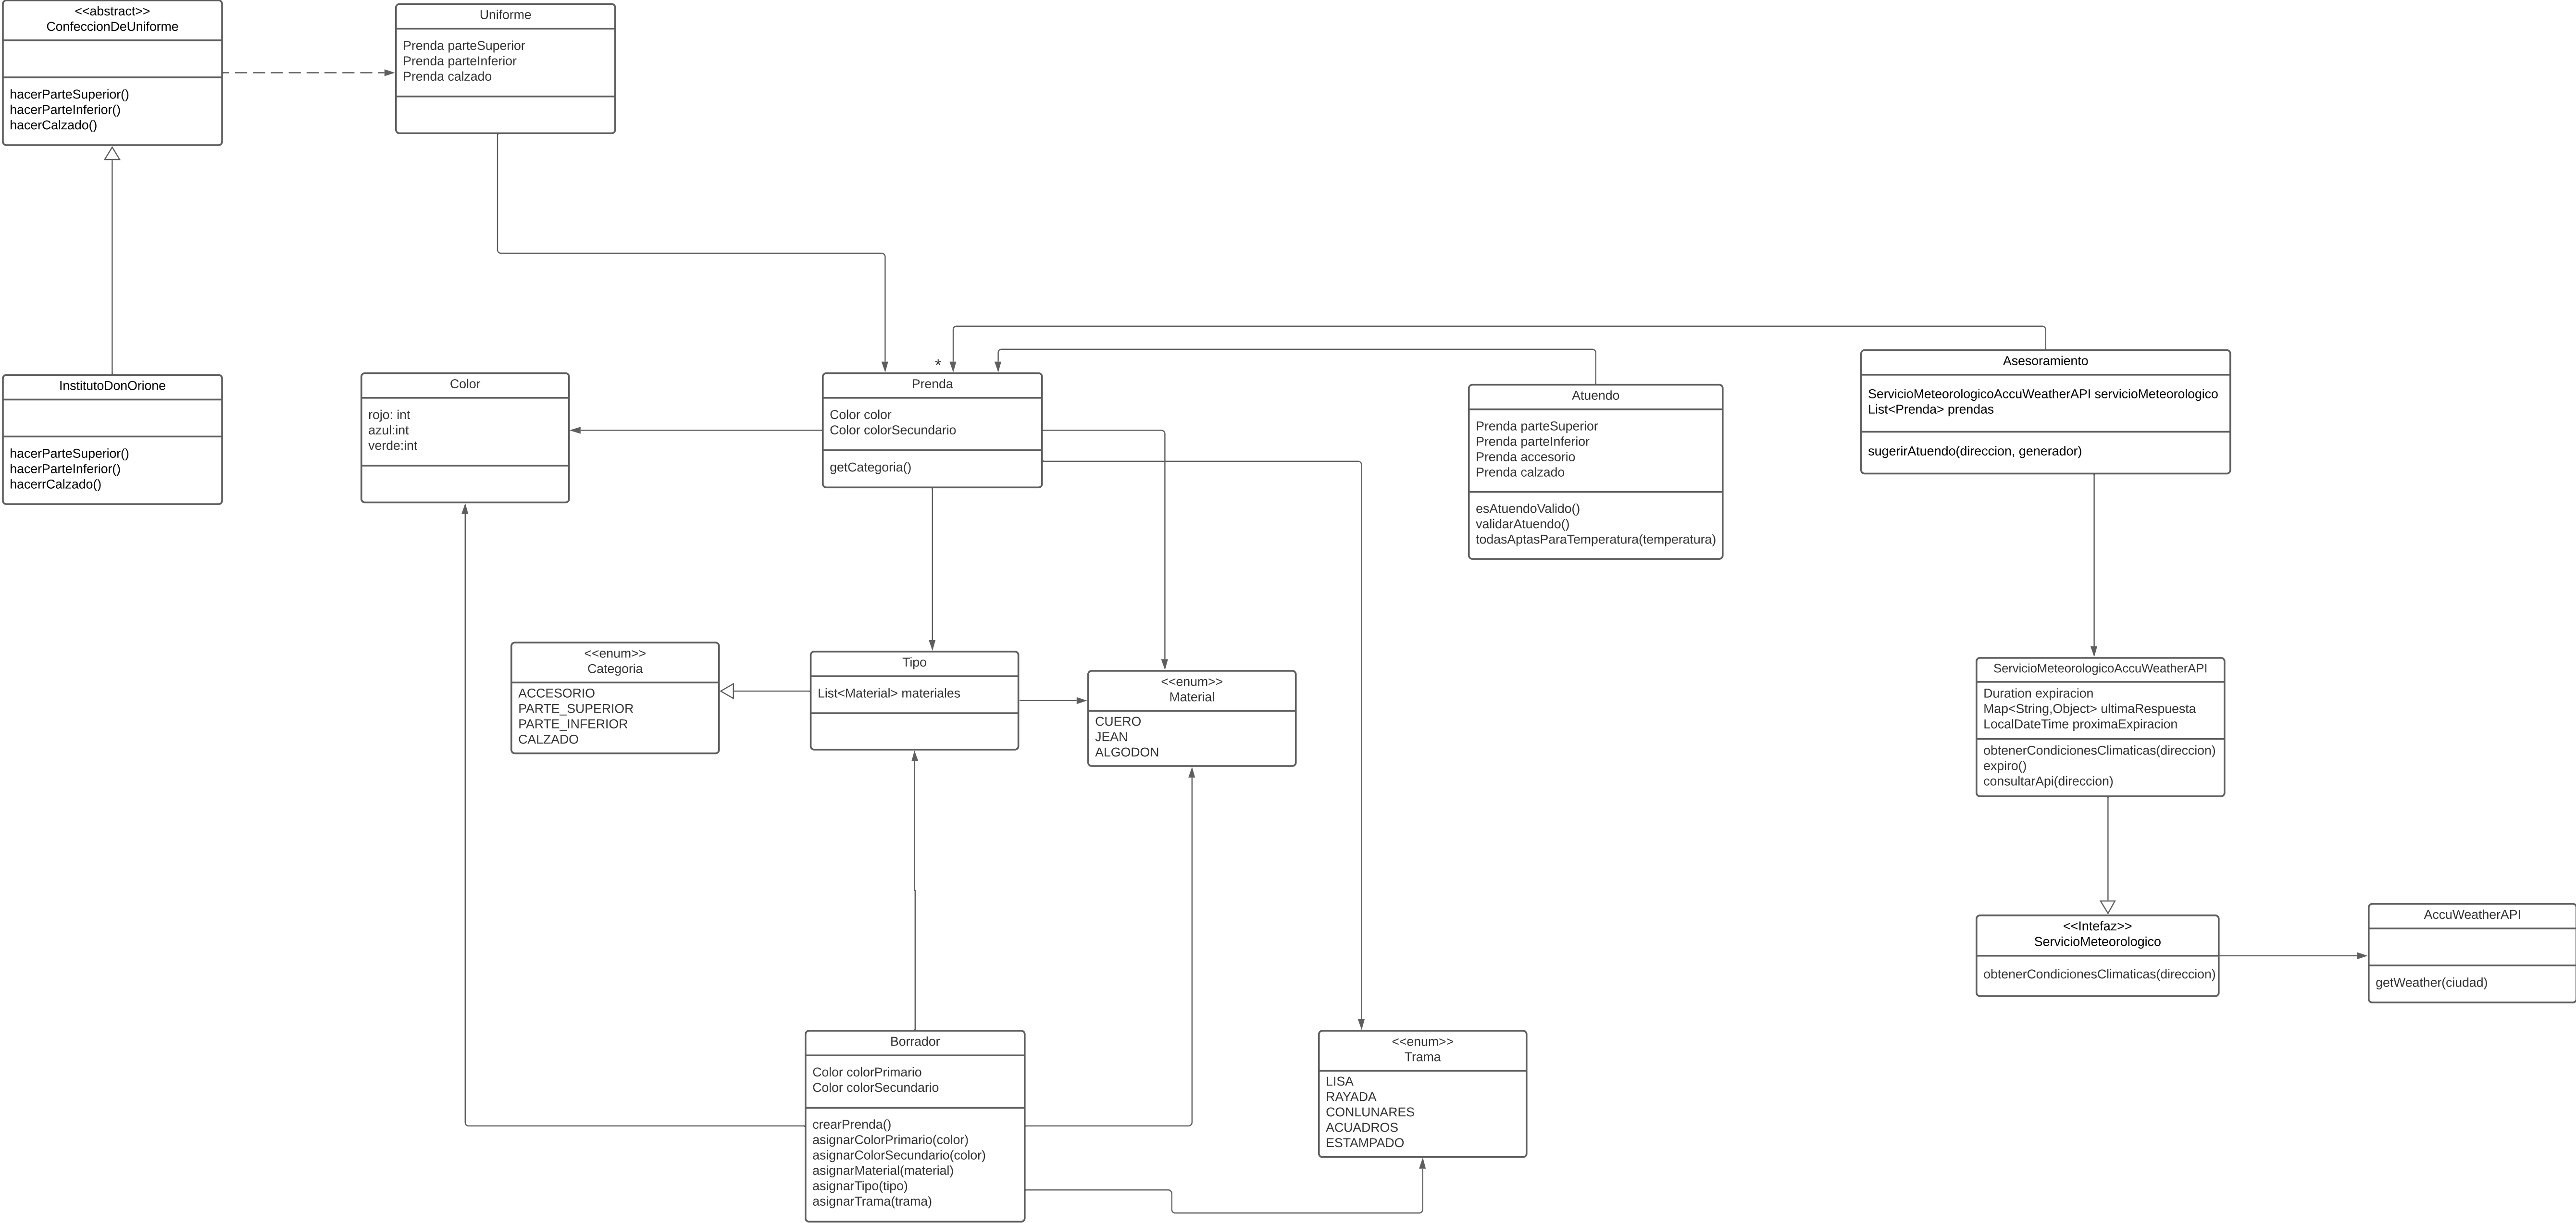 <<abstract>>
ConfeccionDeUniforme
hacerParteSuperior()
hacerParteInferior()
hacerCalzado()
Uniforme
Prenda parteSuperior
Prenda parteInferior
Prenda calzado
InstitutoDonOrione
hacerParteSuperior()
hacerParteInferior()
hacerrCalzado()
Color
rojo: int
azul:int
verde:int
*
Prenda
Color color
Color colorSecundario
getCategoria()
Atuendo
Prenda parteSuperior
Prenda parteInferior
Prenda accesorio
Prenda calzado
esAtuendoValido()
validarAtuendo()
todasAptasParaTemperatura(temperatura)
Asesoramiento
ServicioMeteorologicoAccuWeatherAPI servicioMeteorologico
List<Prenda> prendas
sugerirAtuendo(direccion, generador)
<<enum>>
Categoria
ACCESORIO
PARTE_SUPERIOR
PARTE_INFERIOR
CALZADO
Tipo
List<Material> materiales
<<enum>>
Material
CUERO
JEAN
ALGODON
ServicioMeteorologicoAccuWeatherAPI
Duration expiracion
Map<String,Object> ultimaRespuesta
LocalDateTime proximaExpiracion
obtenerCondicionesClimaticas(direccion)
expiro()
consultarApi(direccion)
<<Intefaz>>
ServicioMeteorologico
obtenerCondicionesClimaticas(direccion)
AccuWeatherAPI
getWeather(ciudad)
Borrador
Color colorPrimario
Color colorSecundario
crearPrenda()
asignarColorPrimario(color)
asignarColorSecundario(color)
asignarMaterial(material)
asignarTipo(tipo)
asignarTrama(trama)
<<enum>>
Trama
LISA
RAYADA
CONLUNARES
ACUADROS
ESTAMPADO